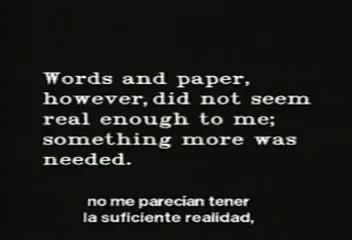 Words and paper,
however, did not seem
real enough to me;
something more was
needed.
no me parecían tener
la suficiente realidad,